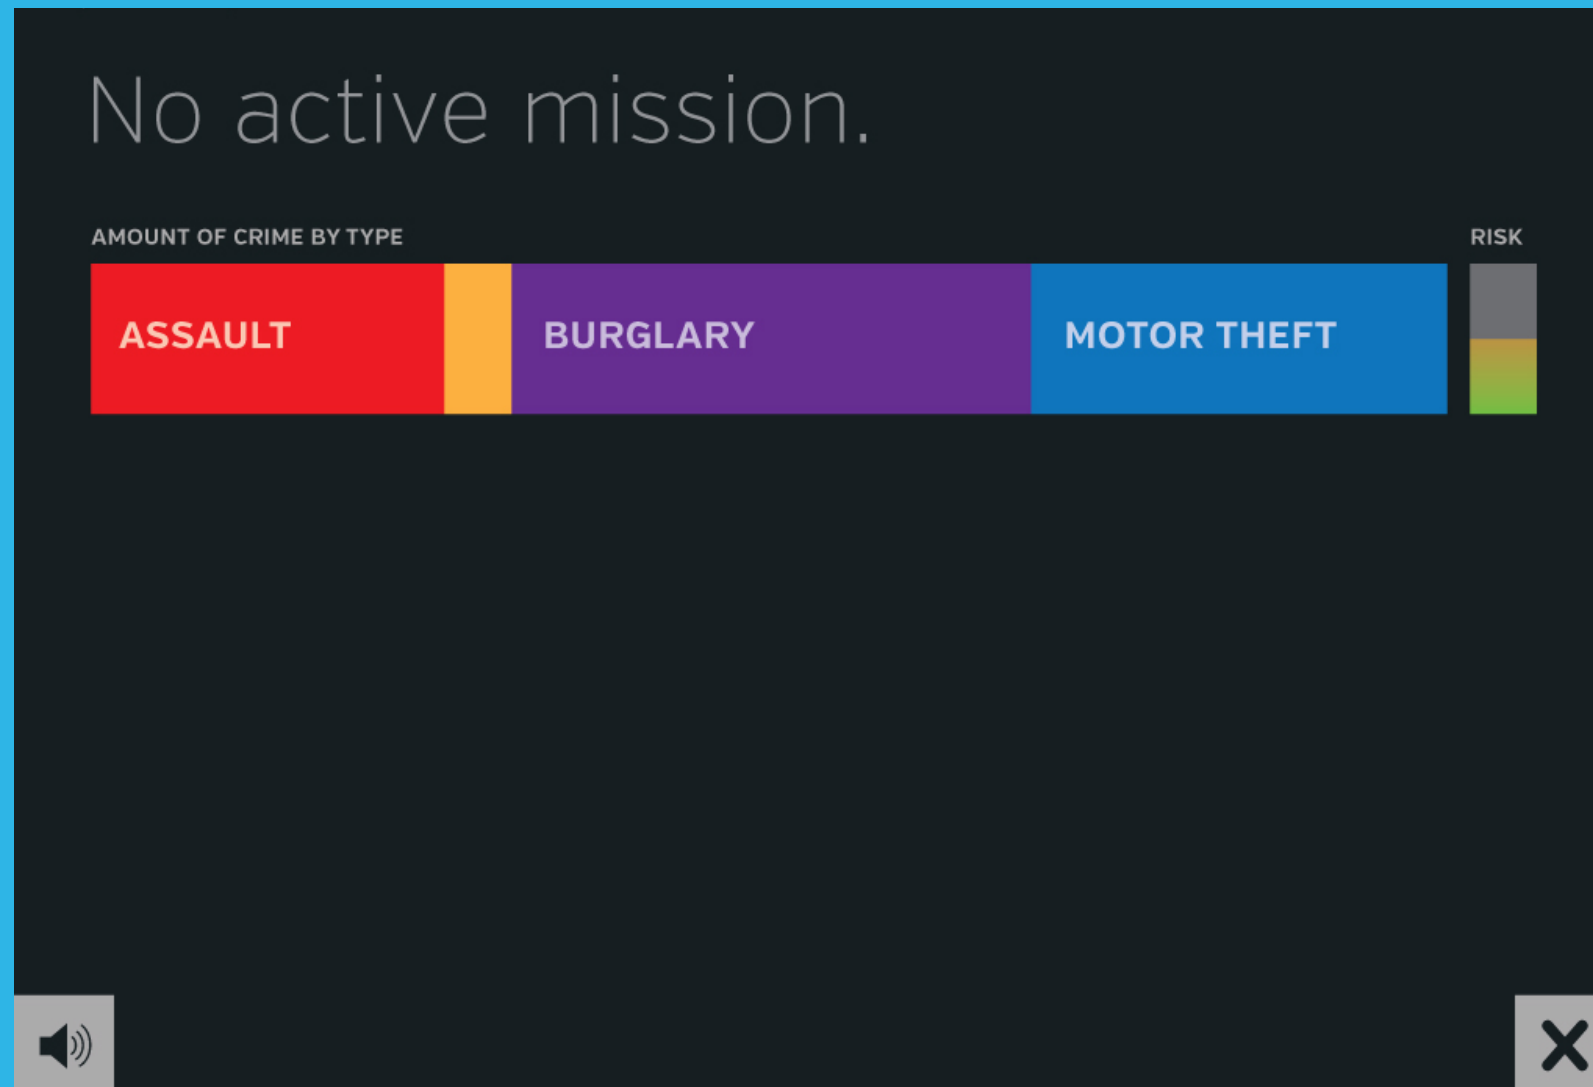 No active mission.
AMOUNT OF CRIME BY TYPE
RISK
ASSAULT
BURGLARY
MOTOR THEFT